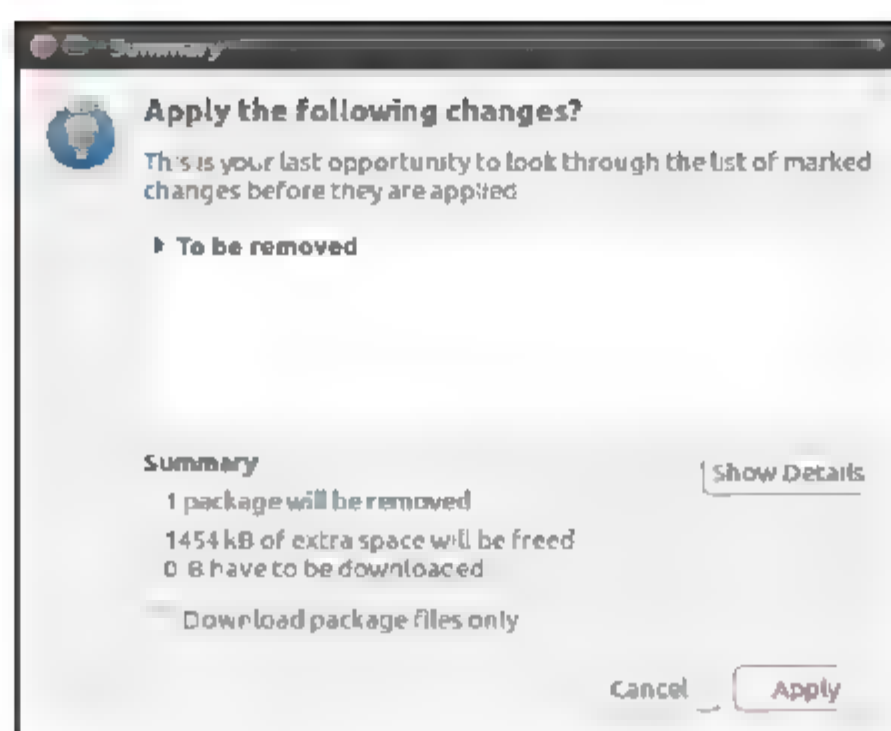 Summary
Apply the following changes?
This is your last opportunity to look through the list of marked
changes before they are applied
To be removed
Summary
Show Details
1 package will be removed
1454 kB of extra space will be freed
0 B have to be downloaded
Download package files only
Cancel
Apply